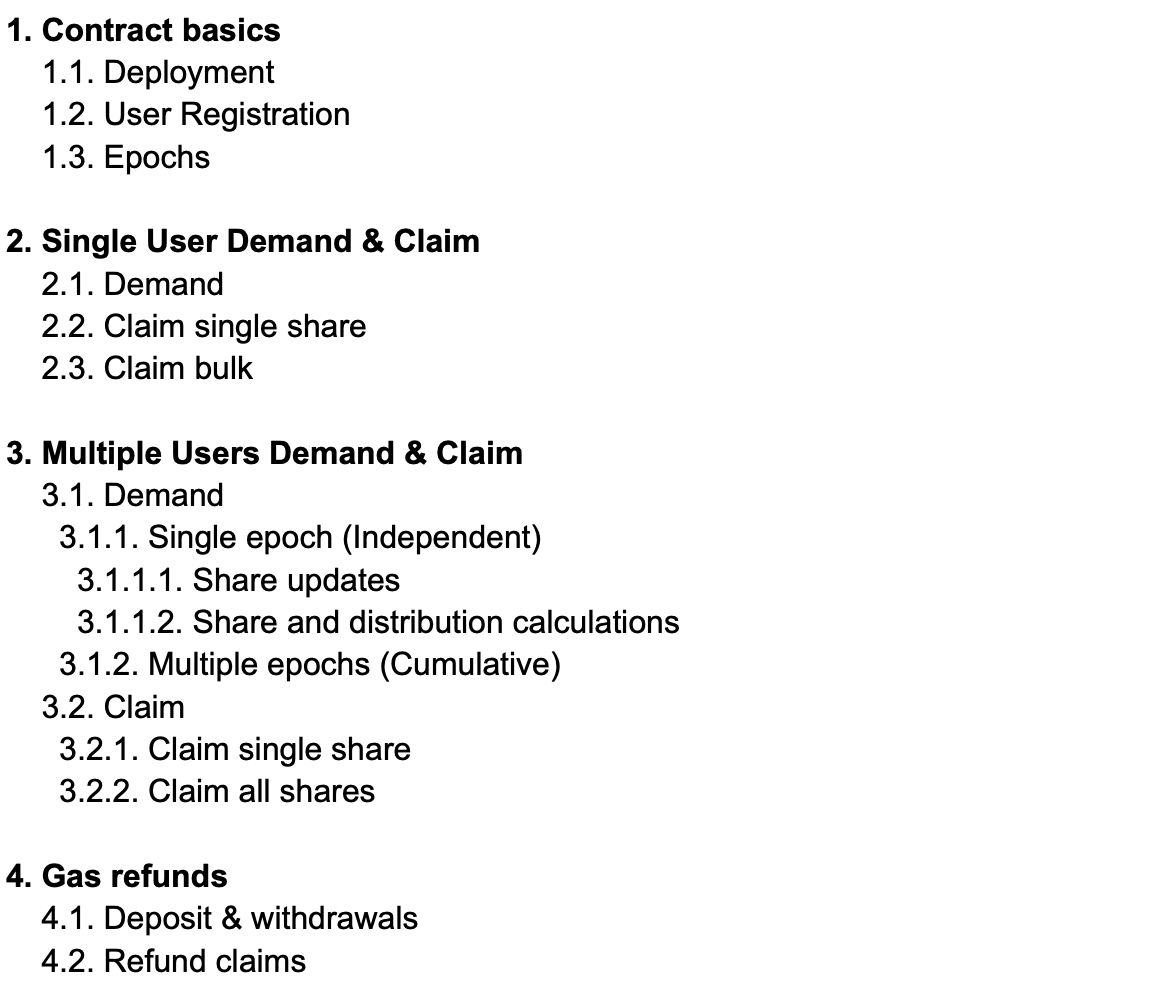 1. Contract basics
1.1. Deployment
1.2. User Registration
1.3. Epochs
2. Single User Demand & Claim
2.1. Demand
2.2. Claim single share
2.3. Claim bulk
3. Multiple Users Demand & Claim
3.1. Demand
3.1.1. Single epoch (Independent)
3.1.1.1. Share updates
3.1.1.2. Share and distribution calculations
3.1.2. Multiple epochs (Cumulative)
3.2. Claim
3.2.1. Claim single share
3.2.2. Claim all shares
4. Gas refunds
4.1. Deposit & withdrawals
4.2. Refund claims